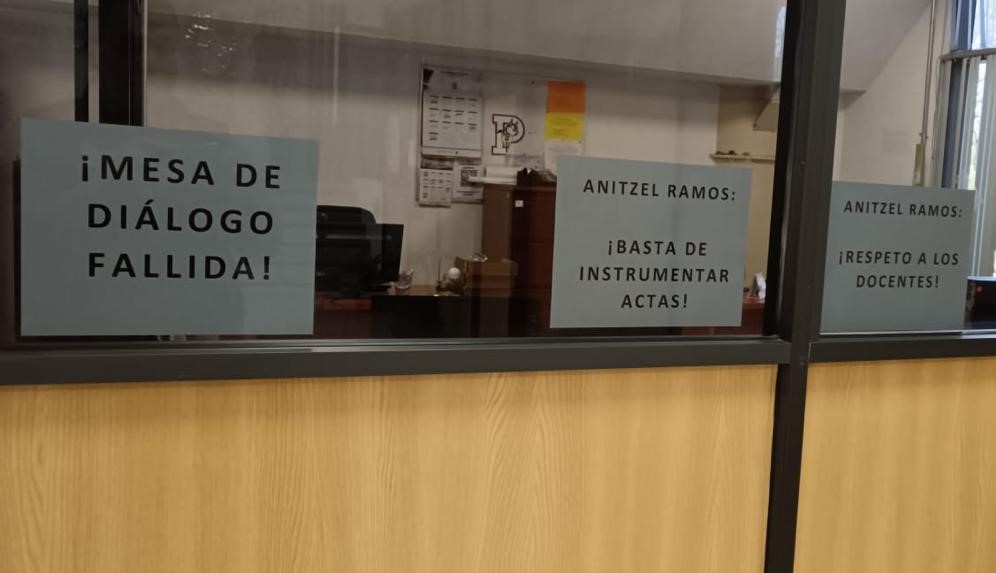 ¡MESA DE
DIÁLOGO
FALLIDA!
ANITZEL RAMOS:
¡BASTA DE
INSTRUMENTAR
ACTAS!
ANITZEL RAMOS:
¡RESPETO A LOS
DOCENTES!